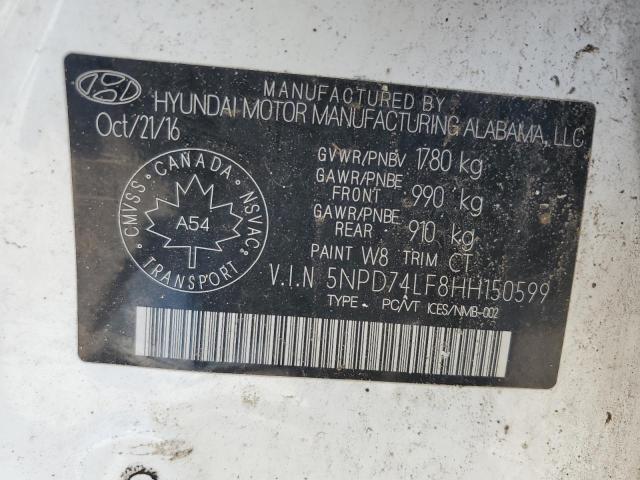 MANUFACTURED BY
HYUNDAI MOTOR MANUFACTURING ALABAMA, LLC
Oct/21/16
GVWR/PNBV 1780 kg
GAWR/PNBE FRONT 990 kg
GAWR/PNBE REAR 910 kg
PAINT W8 TRIM CT
V.I.N 5NPD74LF8HH150599
TYPE - PC/VT ICES/NMB-002
CANADA
CMVSS
NSVAC
A54
TRANSPORT